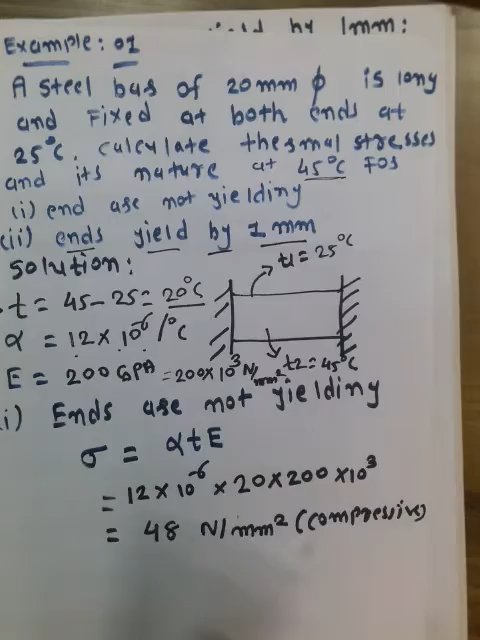 by 1mm:
Example: 01
A steel bar of 20mm ϕ is long
and Fixed at both ends at
25°C. calculate thermal stresses
and its nature at 45°C FOS
(i) end are not yielding
(ii) ends yield by 1 mm
solution:
t1 = 25°C
t = 45-25 = 20°C
α = 12 × 10⁻⁶ /°C
E = 200 GPA = 200×10³ N/mm²
t2 = 45°C
i) Ends are not yielding
σ = αtE
= 12×10⁻⁶ × 20×200×10³
= 48 N/mm² (compressive)